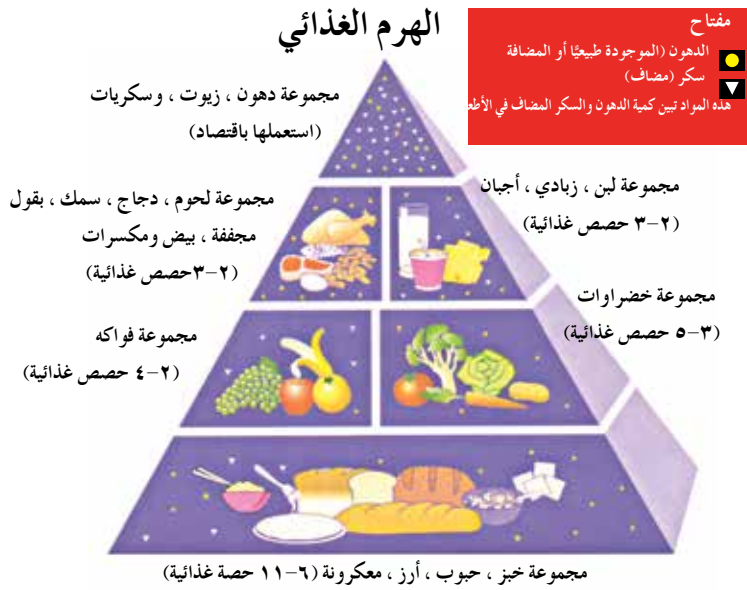 الهرم الغذائي
مفتاح
الدهون (الموجودة طبيعيًا أو المضافة
سكر (مضاف)
هذه المواد تبين كمية الدهون والسكر المضاف في الأطع
مجموعة دهون ، زيوت ، وسكريات
(استعملها باقتصاد)
مجموعة لبن ، زبادي ، أجبان
(٢-٣ حصص غذائية)
مجموعة لحوم ، دجاج ، سمك ، بقول
مجففة ، بيض ومكسرات
(٢-٣حصص غذائية)
مجموعة خضراوات
(٣-٥ حصص غذائية)
مجموعة فواكه
(٢-٤ حصص غذائية)
مجموعة خبز ، حبوب ، أرز ، معكرونة (٦-١١ حصة غذائية)